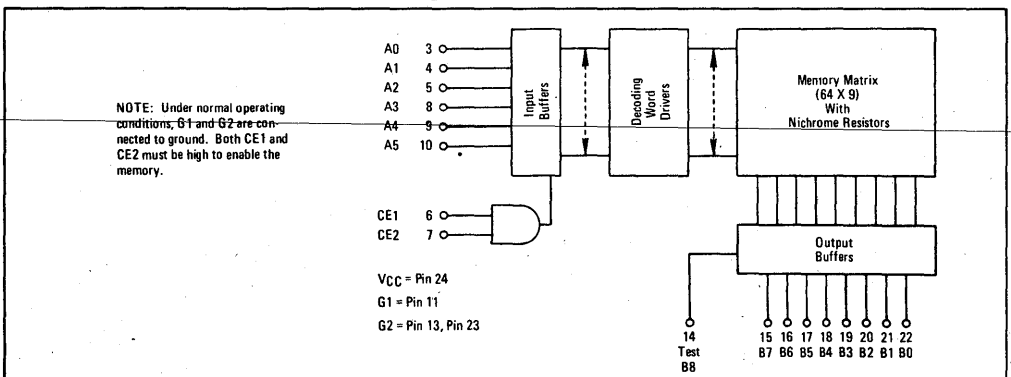 A0 3
A1 4
A2 5
A3 8
A4 9
A5 10
NOTE: Under normal operating
conditions, G1 and G2 are con-
nected to ground. Both CE1 and
CE2 must be high to enable the
memory.
Input
Buffers
Decoding
Word
Drivers
Memory Matrix
(64 X 9)
With
Nichrome Resistors
CE1 6
CE2 7
Output
Buffers
VCC = Pin 24
G1 = Pin 11
G2 = Pin 13, Pin 23
14 15 16 17 18 19 20 21 22
Test B7 B6 B5 B4 B3 B2 B1 B0
B8